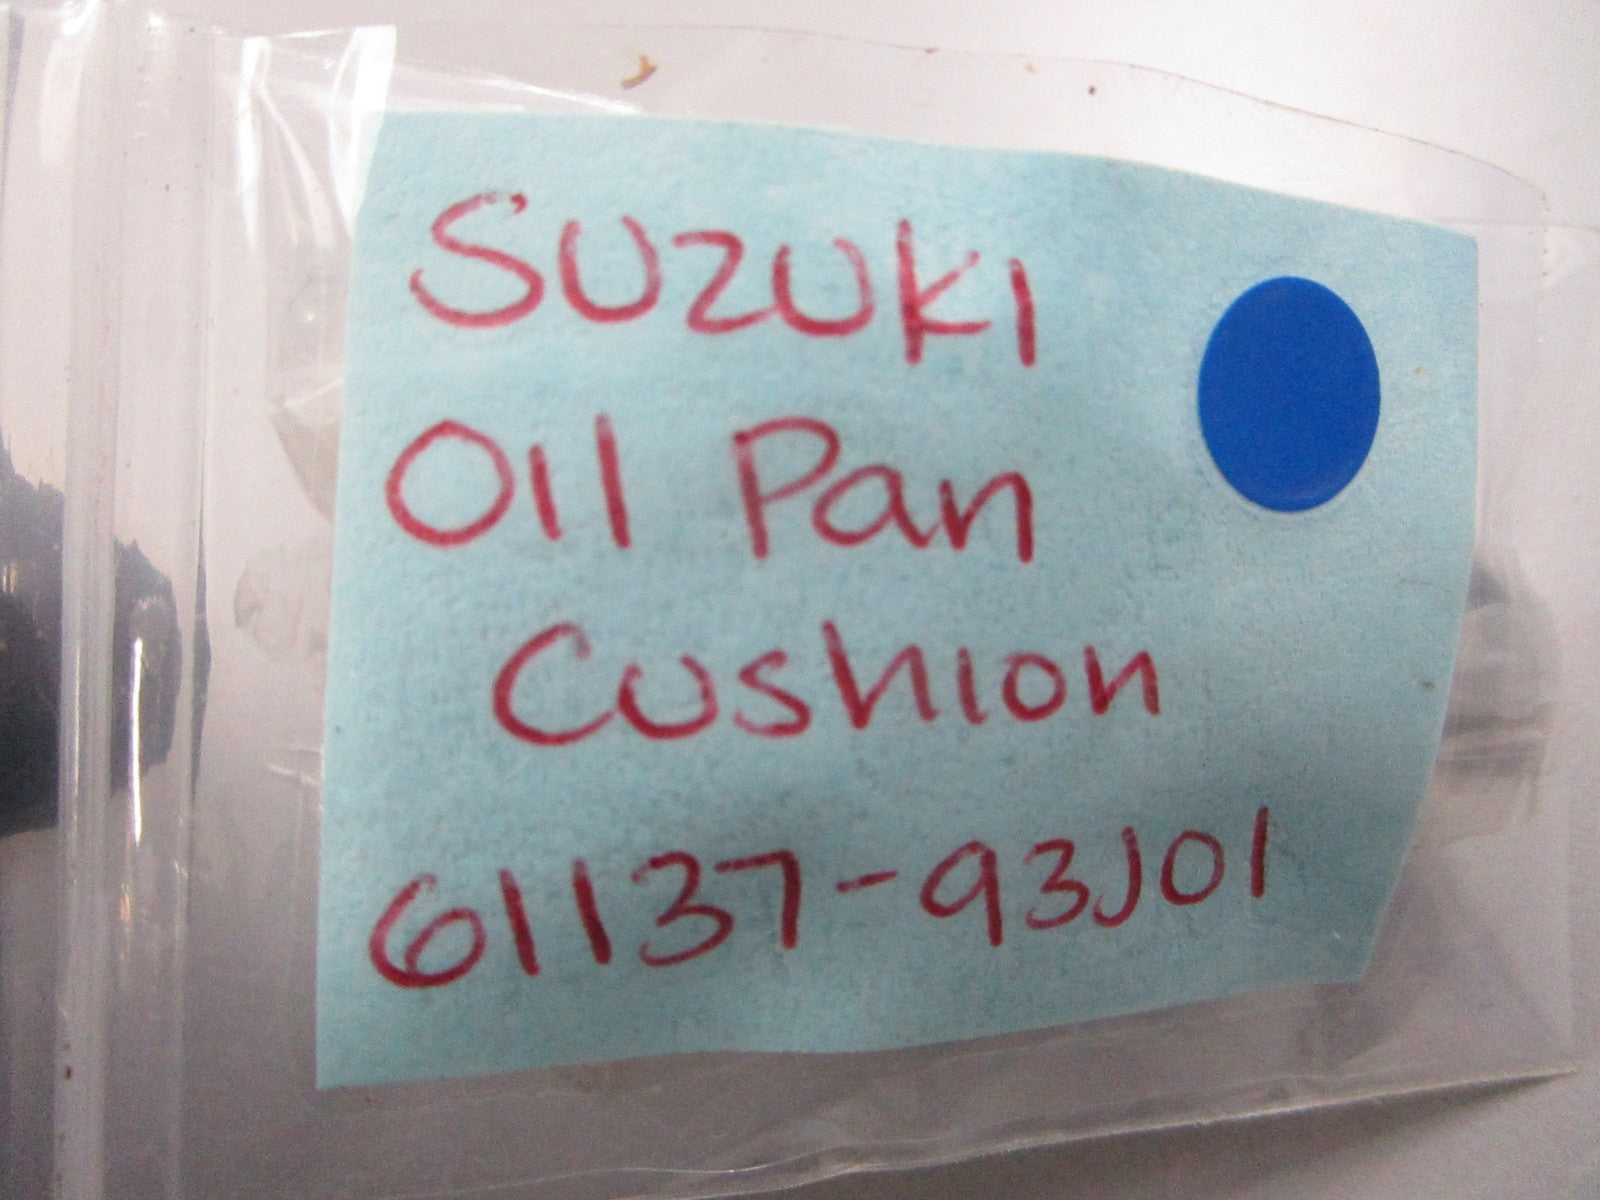 SUZUKI
Oil Pan
Cushion
61137-93J01